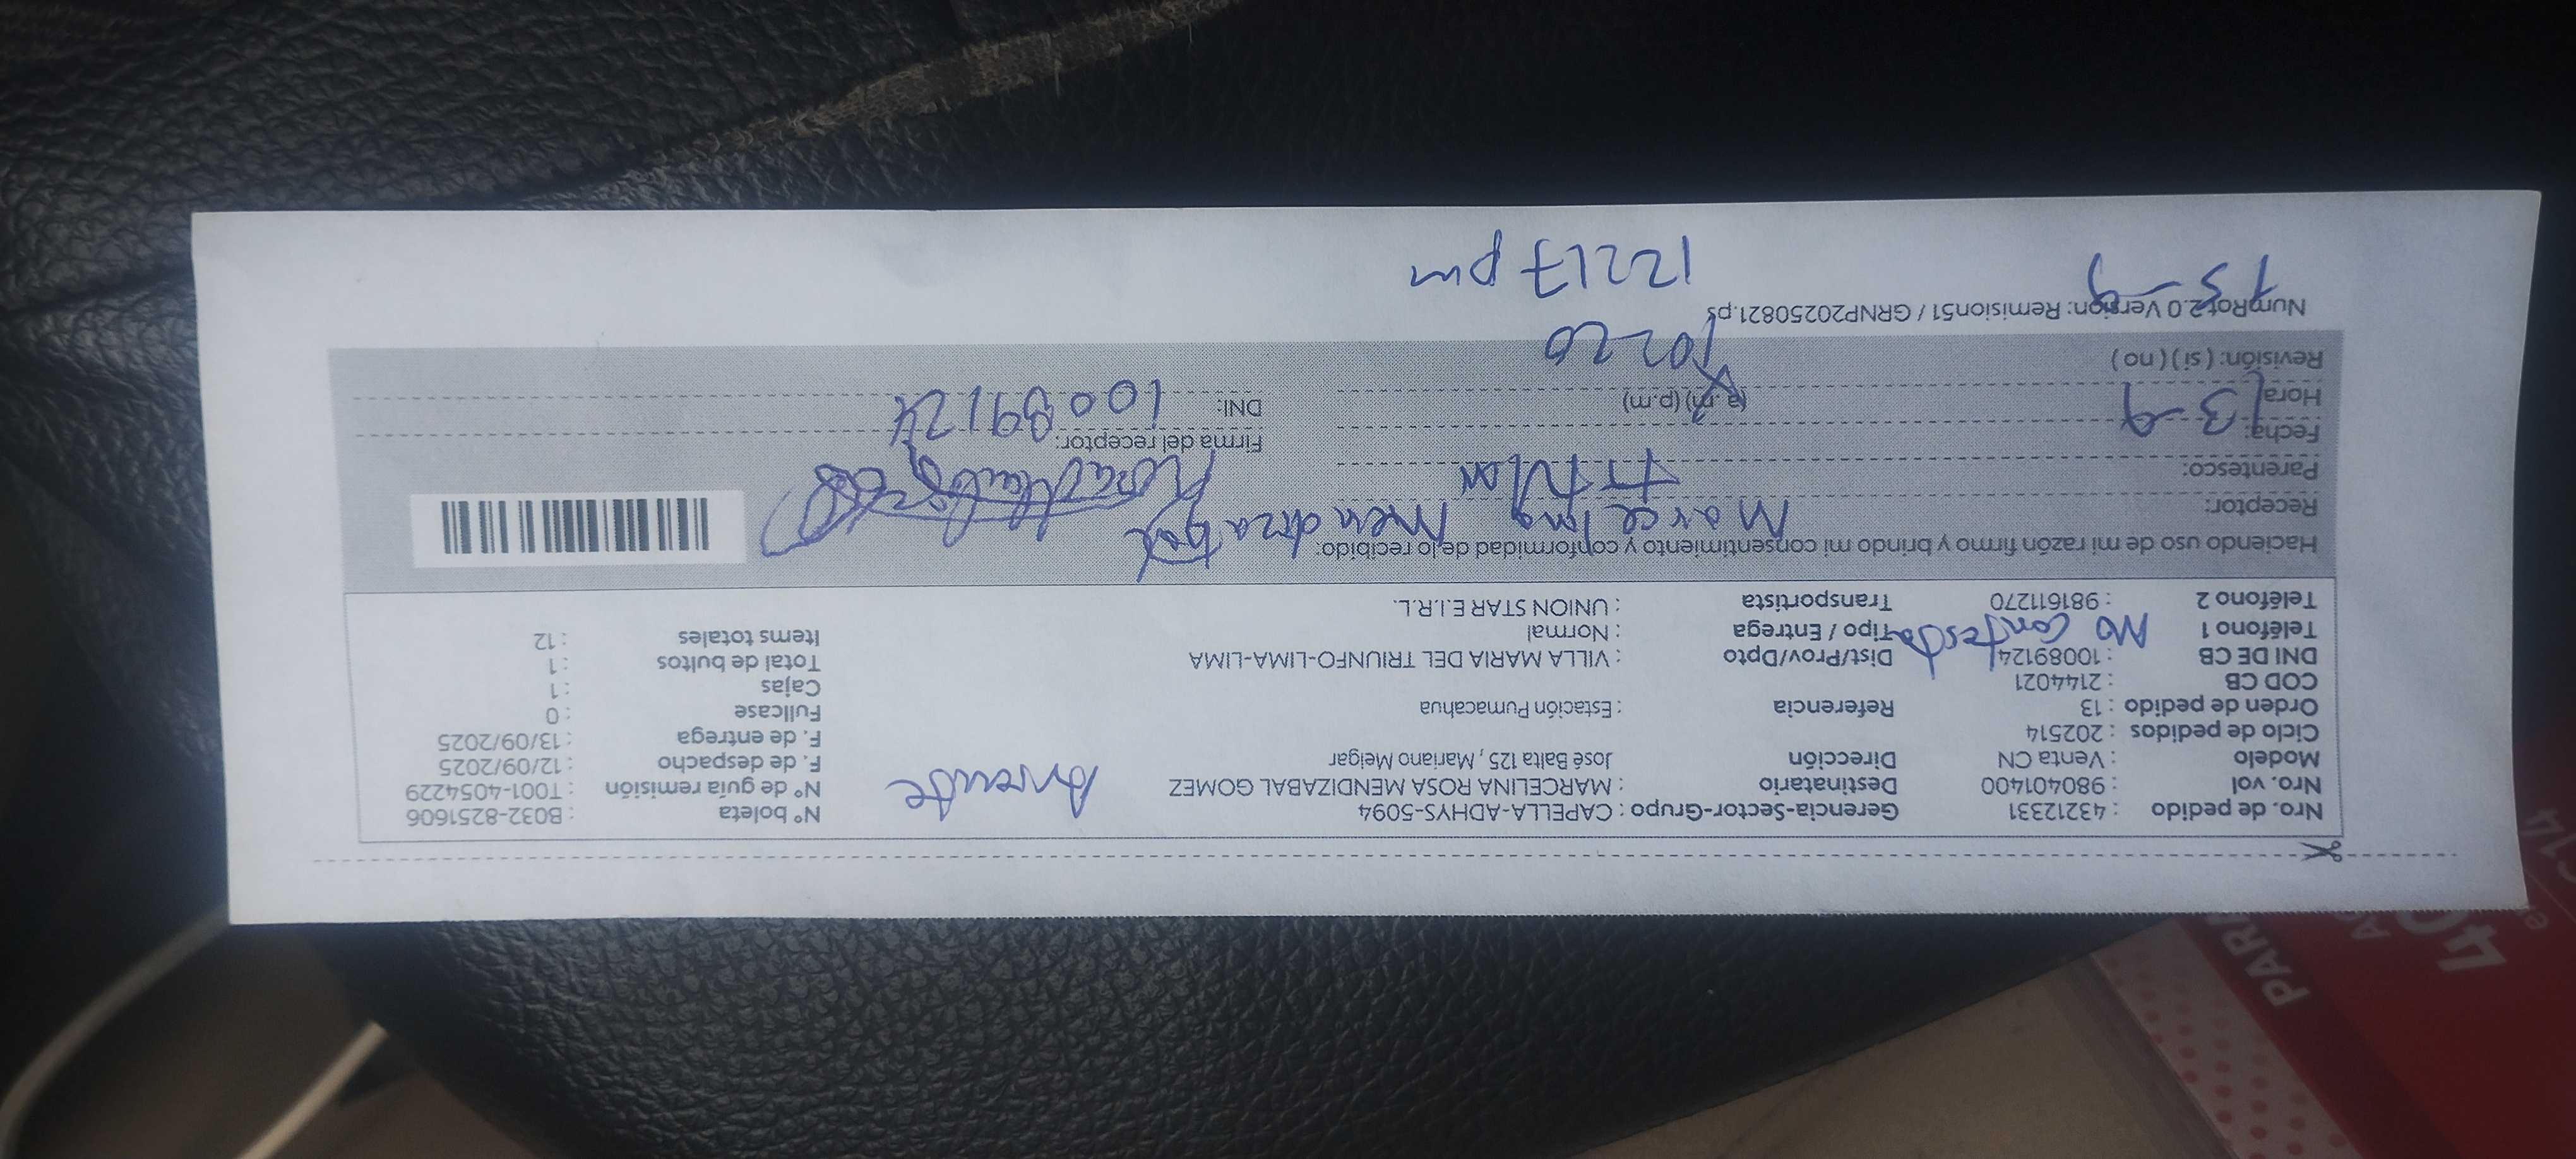 Nro. de pedido : 43212331 Gerencia-Sector-Grupo : CAPELLA-ADHYS-5094 N° boleta : B032-8251606
Nro. vol : 980401400 Destinatario : MARCELINA ROSA MENDIZABAL GOMEZ N° de guía remisión : T001-4054229
Modelo : Venta CN Dirección José Balta 125 , Mariano Melgar Ausente F. de despacho : 12/09/2025
Ciclo de pedidos : 202514 F. de entrega : 13/09/2025
Orden de pedido : 13 Referencia : Estación Pumacahua Fullcase : 0
COD CB : 2144021 Cajas : 1
DNI DE CB : 10089124 Dist/Prov/Dpto : VILLA MARIA DEL TRIUNFO-LIMA-LIMA Total de bultos : 1
Teléfono 1 No contesta Tipo / Entrega : Normal Items totales : 12
Teléfono 2 : 981611270 Transportista : UNION STAR E.I.R.L.
Haciendo uso de mi razón firmo y brindo mi consentimiento y conformidad de lo recibido:
Receptor: Marcelina Mendizabal
Parentesco: titular
Fecha: 13-9 Firma del receptor:
Hora: (a.m) (p.m) DNI: 10089124
Revisión: ( si ) ( no ) 10220
NumRot2.0 Version: Remision51 / GRNP20250821.ps
15-9 12217 pm
PAR